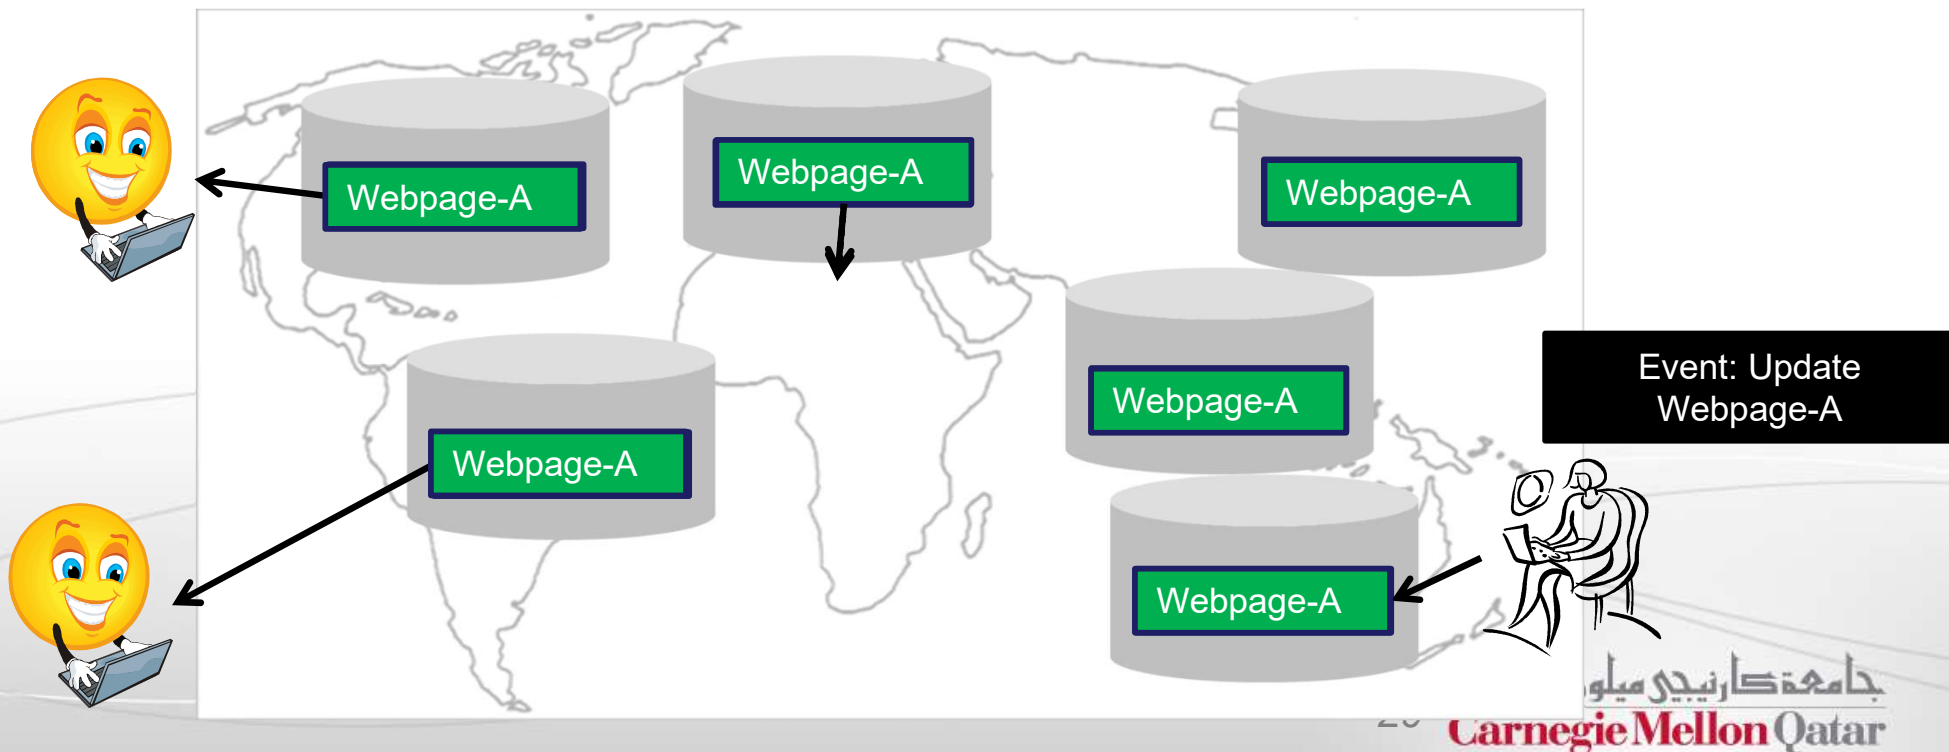 Webpage-A
Webpage-A
Webpage-A
Webpage-A
Webpage-A
Webpage-A
Event: Update
Webpage-A
جامعة كارنيجي ميلون
Carnegie Mellon Qatar